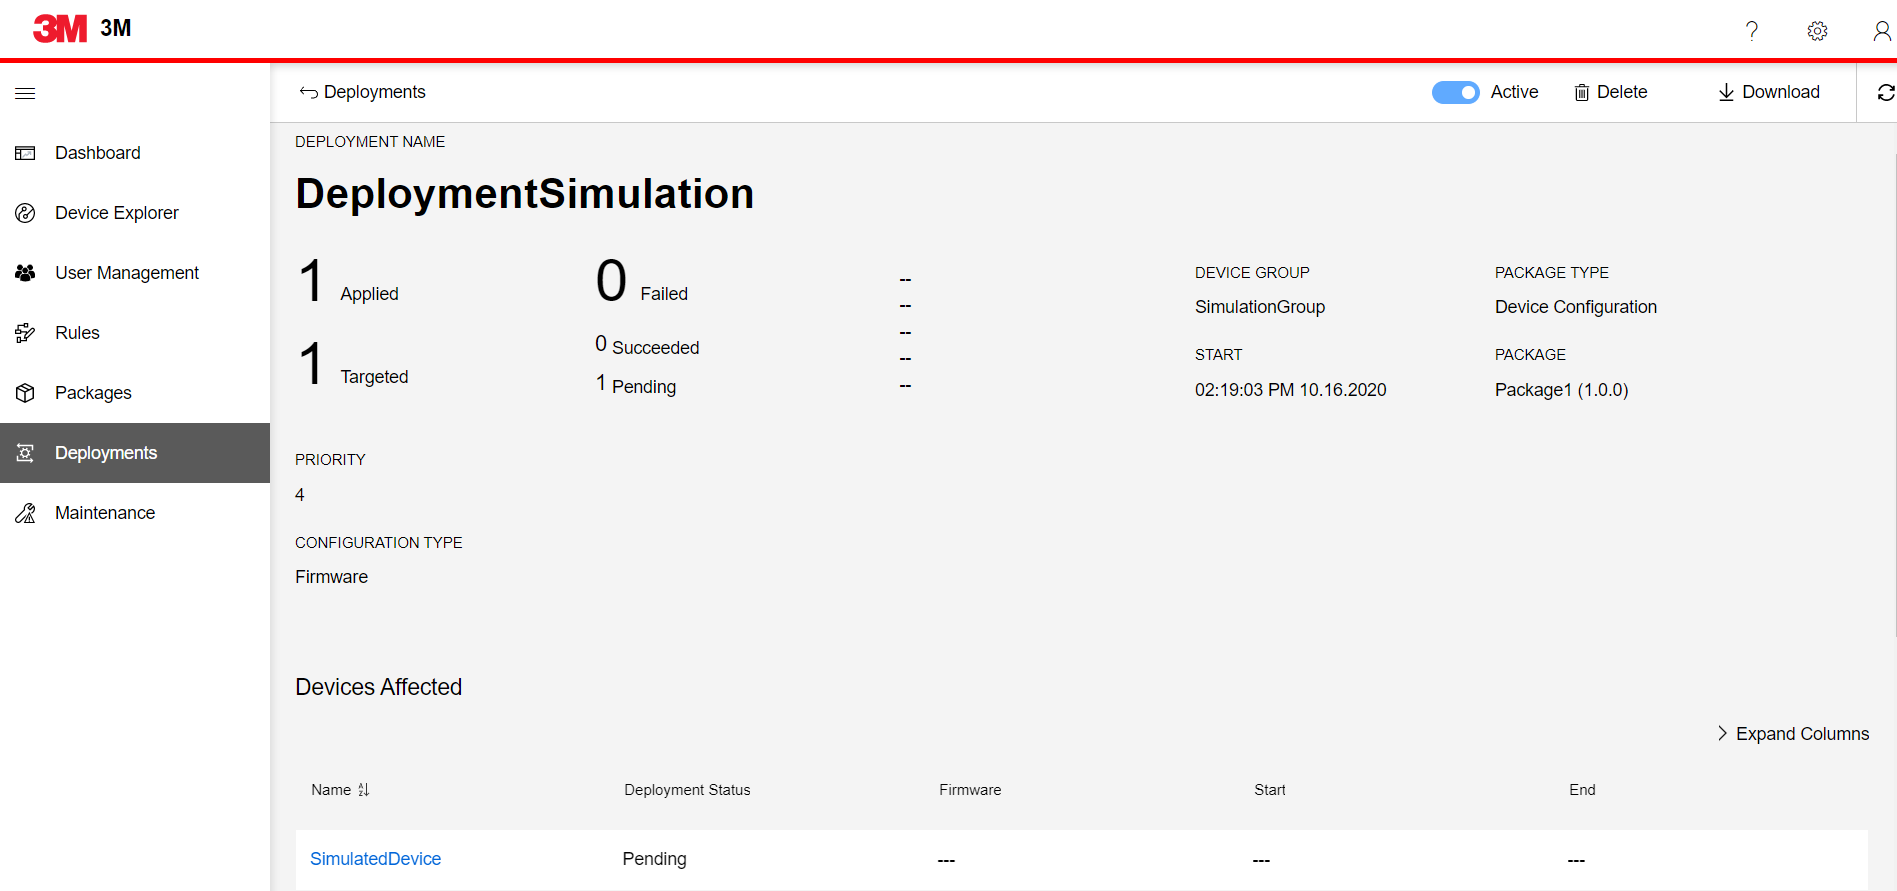 3M 3M
Deployments Active Delete Download
Dashboard
Device Explorer
User Management
Rules
Packages
Deployments
Maintenance
DEPLOYMENT NAME
DeploymentSimulation
1 Applied
1 Targeted
0 Failed
0 Succeeded
1 Pending
--
--
--
--
--
DEVICE GROUP
SimulationGroup
START
02:19:03 PM 10.16.2020
PACKAGE TYPE
Device Configuration
PACKAGE
Package1 (1.0.0)
PRIORITY
4
CONFIGURATION TYPE
Firmware
Devices Affected
Expand Columns
Name Deployment Status Firmware Start End
SimulatedDevice Pending --- --- ---